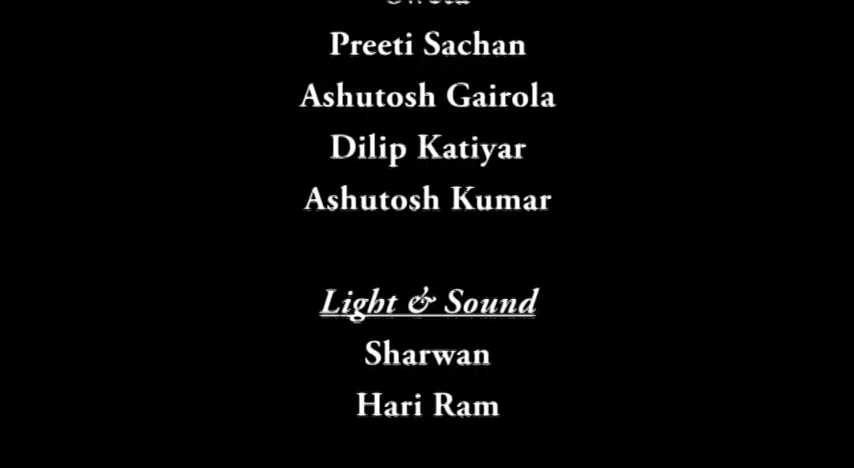 Preeti Sachan
Ashutosh Gairola
Dilip Katiyar
Ashutosh Kumar
Light & Sound
Sharwan
Hari Ram